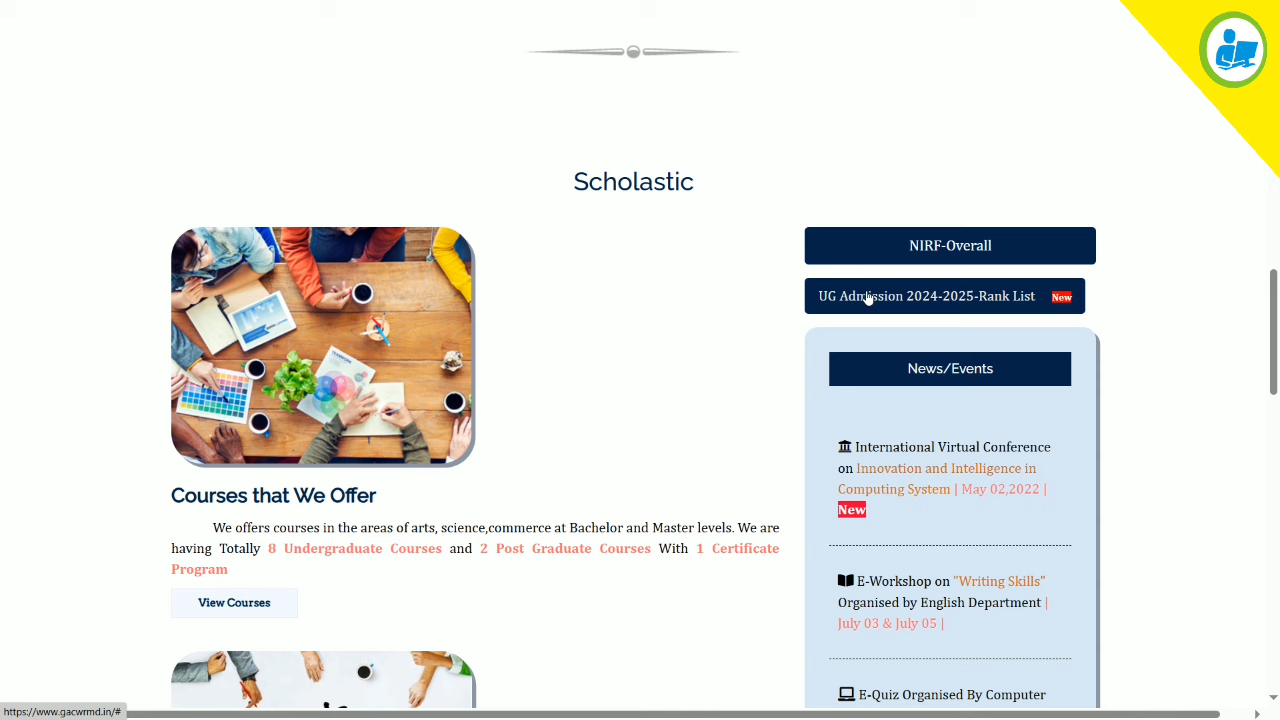 Scholastic
NIRF-Overall
UG Admission 2024-2025-Rank List New
News/Events
International Virtual Conference
on Innovation and Intelligence in
Computing System | May 02,2022 |
New
E-Workshop on "Writing Skills"
Organised by English Department |
July 03 & July 05 |
E-Quiz Organised By Computer
Courses that We Offer
We offers courses in the areas of arts, science,commerce at Bachelor and Master levels. We are
having Totally 8 Undergraduate Courses and 2 Post Graduate Courses With 1 Certificate
Program
View Courses
https://www.gacwrmd.in/#